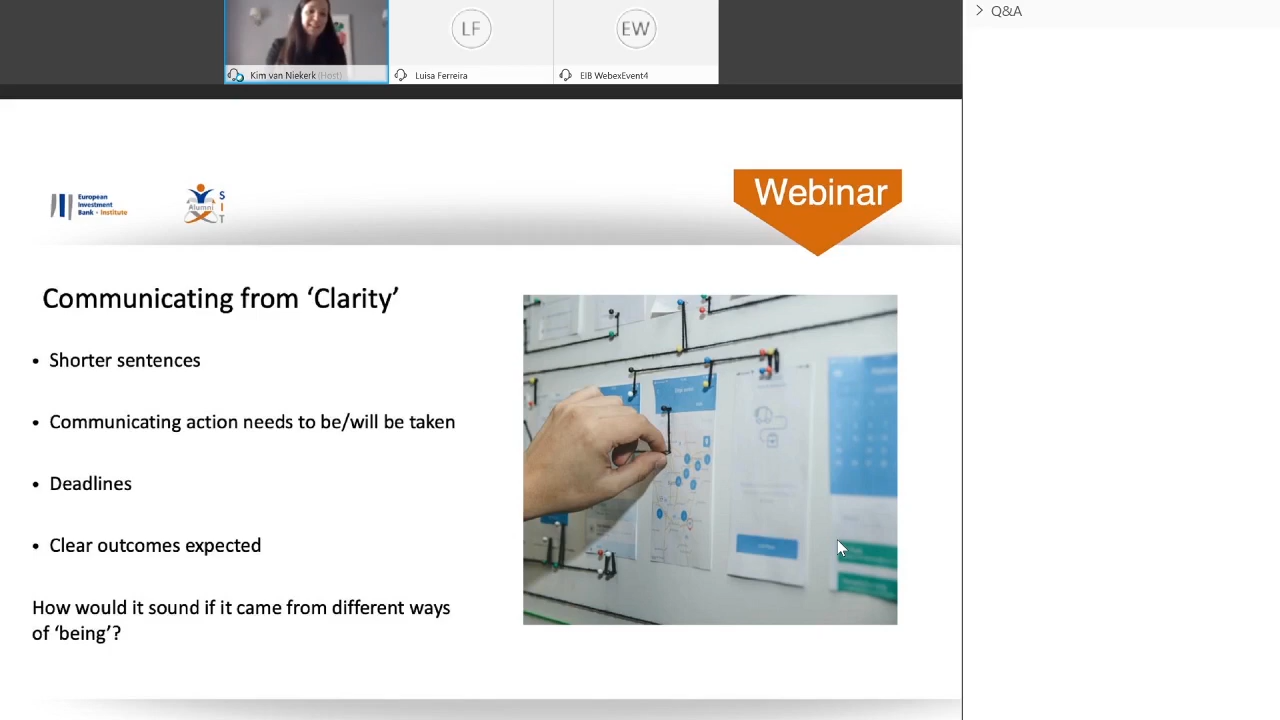 Q&A
LF
EW
Kim van Niekerk (Host)
Luisa Ferreira
EIB WebexEvent4
European
Investment
Bank - Institute
Alumni
S
I
T
Webinar
Communicating from ‘Clarity’
• Shorter sentences
• Communicating action needs to be/will be taken
• Deadlines
• Clear outcomes expected
How would it sound if it came from different ways
of ‘being’?